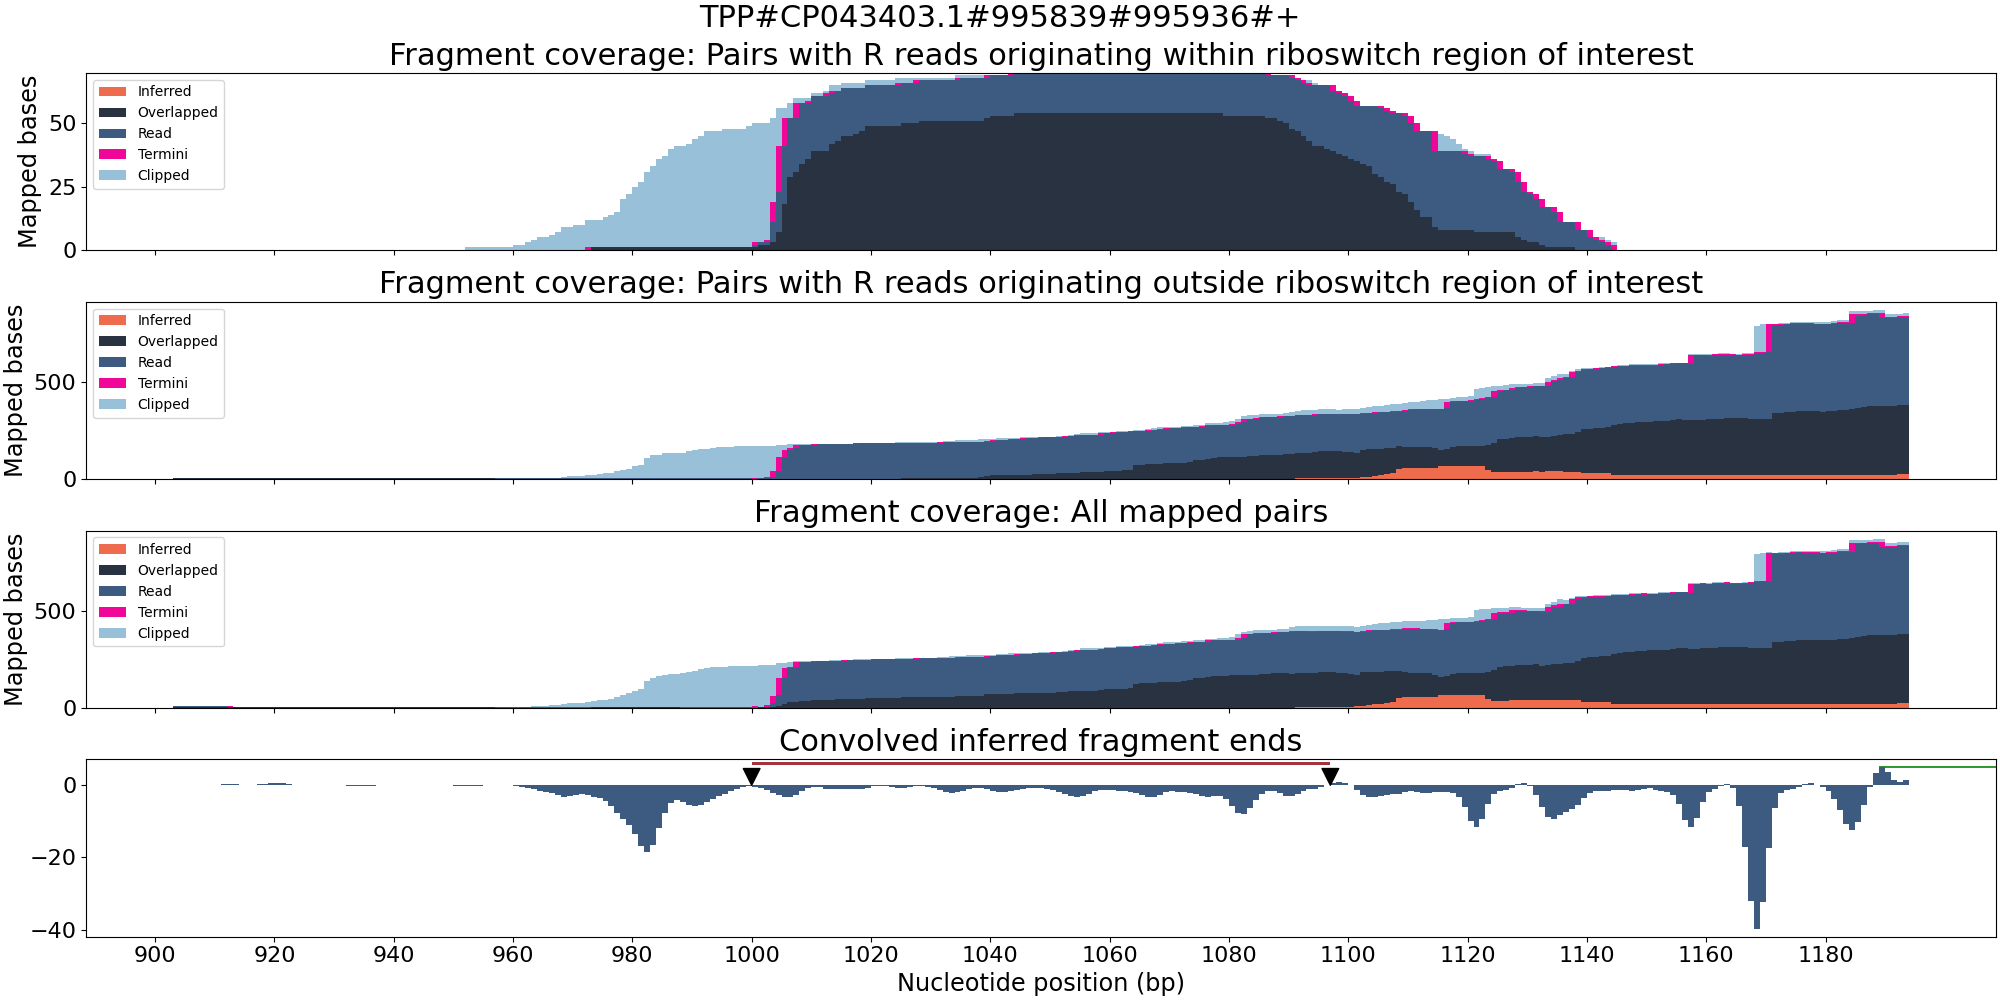 TPP#CP043403.1#995839#995936#+
Fragment coverage: Pairs with R reads originating within riboswitch region of interest
Mapped bases
50
25
0
Inferred
Overlapped
Read
Termini
Clipped
Fragment coverage: Pairs with R reads originating outside riboswitch region of interest
Mapped bases
500
0
Inferred
Overlapped
Read
Termini
Clipped
Fragment coverage: All mapped pairs
Mapped bases
500
0
Inferred
Overlapped
Read
Termini
Clipped
Convolved inferred fragment ends
0
−20
−40
900 920 940 960 980 1000 1020 1040 1060 1080 1100 1120 1140 1160 1180
Nucleotide position (bp)